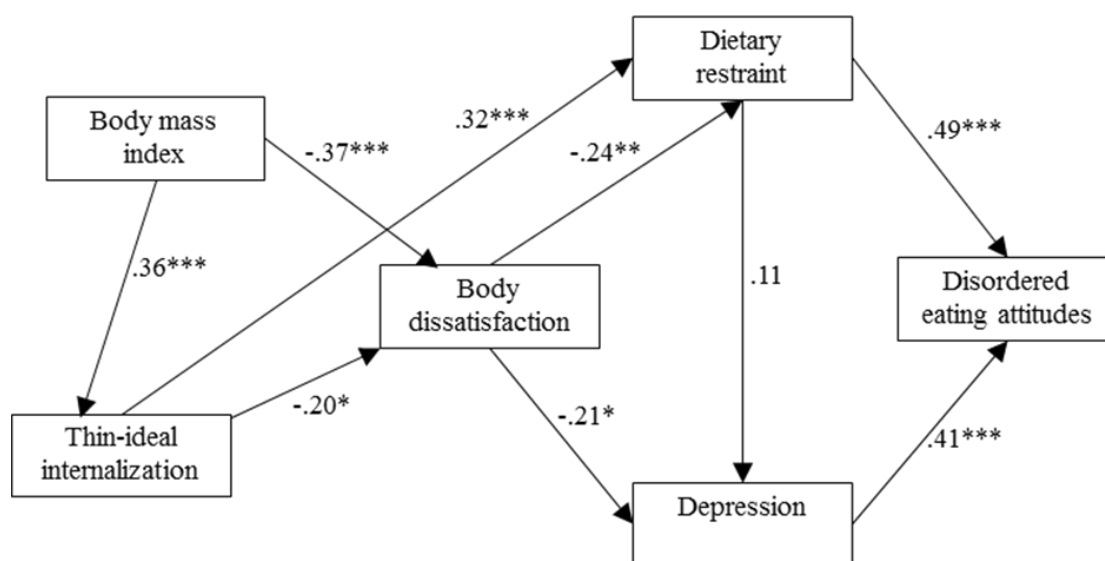 Dietary
restraint
Body mass
index
.32***
-.37***
-.24**
.49***
.36***
Body
dissatisfaction
.11
Disordered
eating attitudes
Thin-ideal
internalization
-.20*
-.21*
.41***
Depression